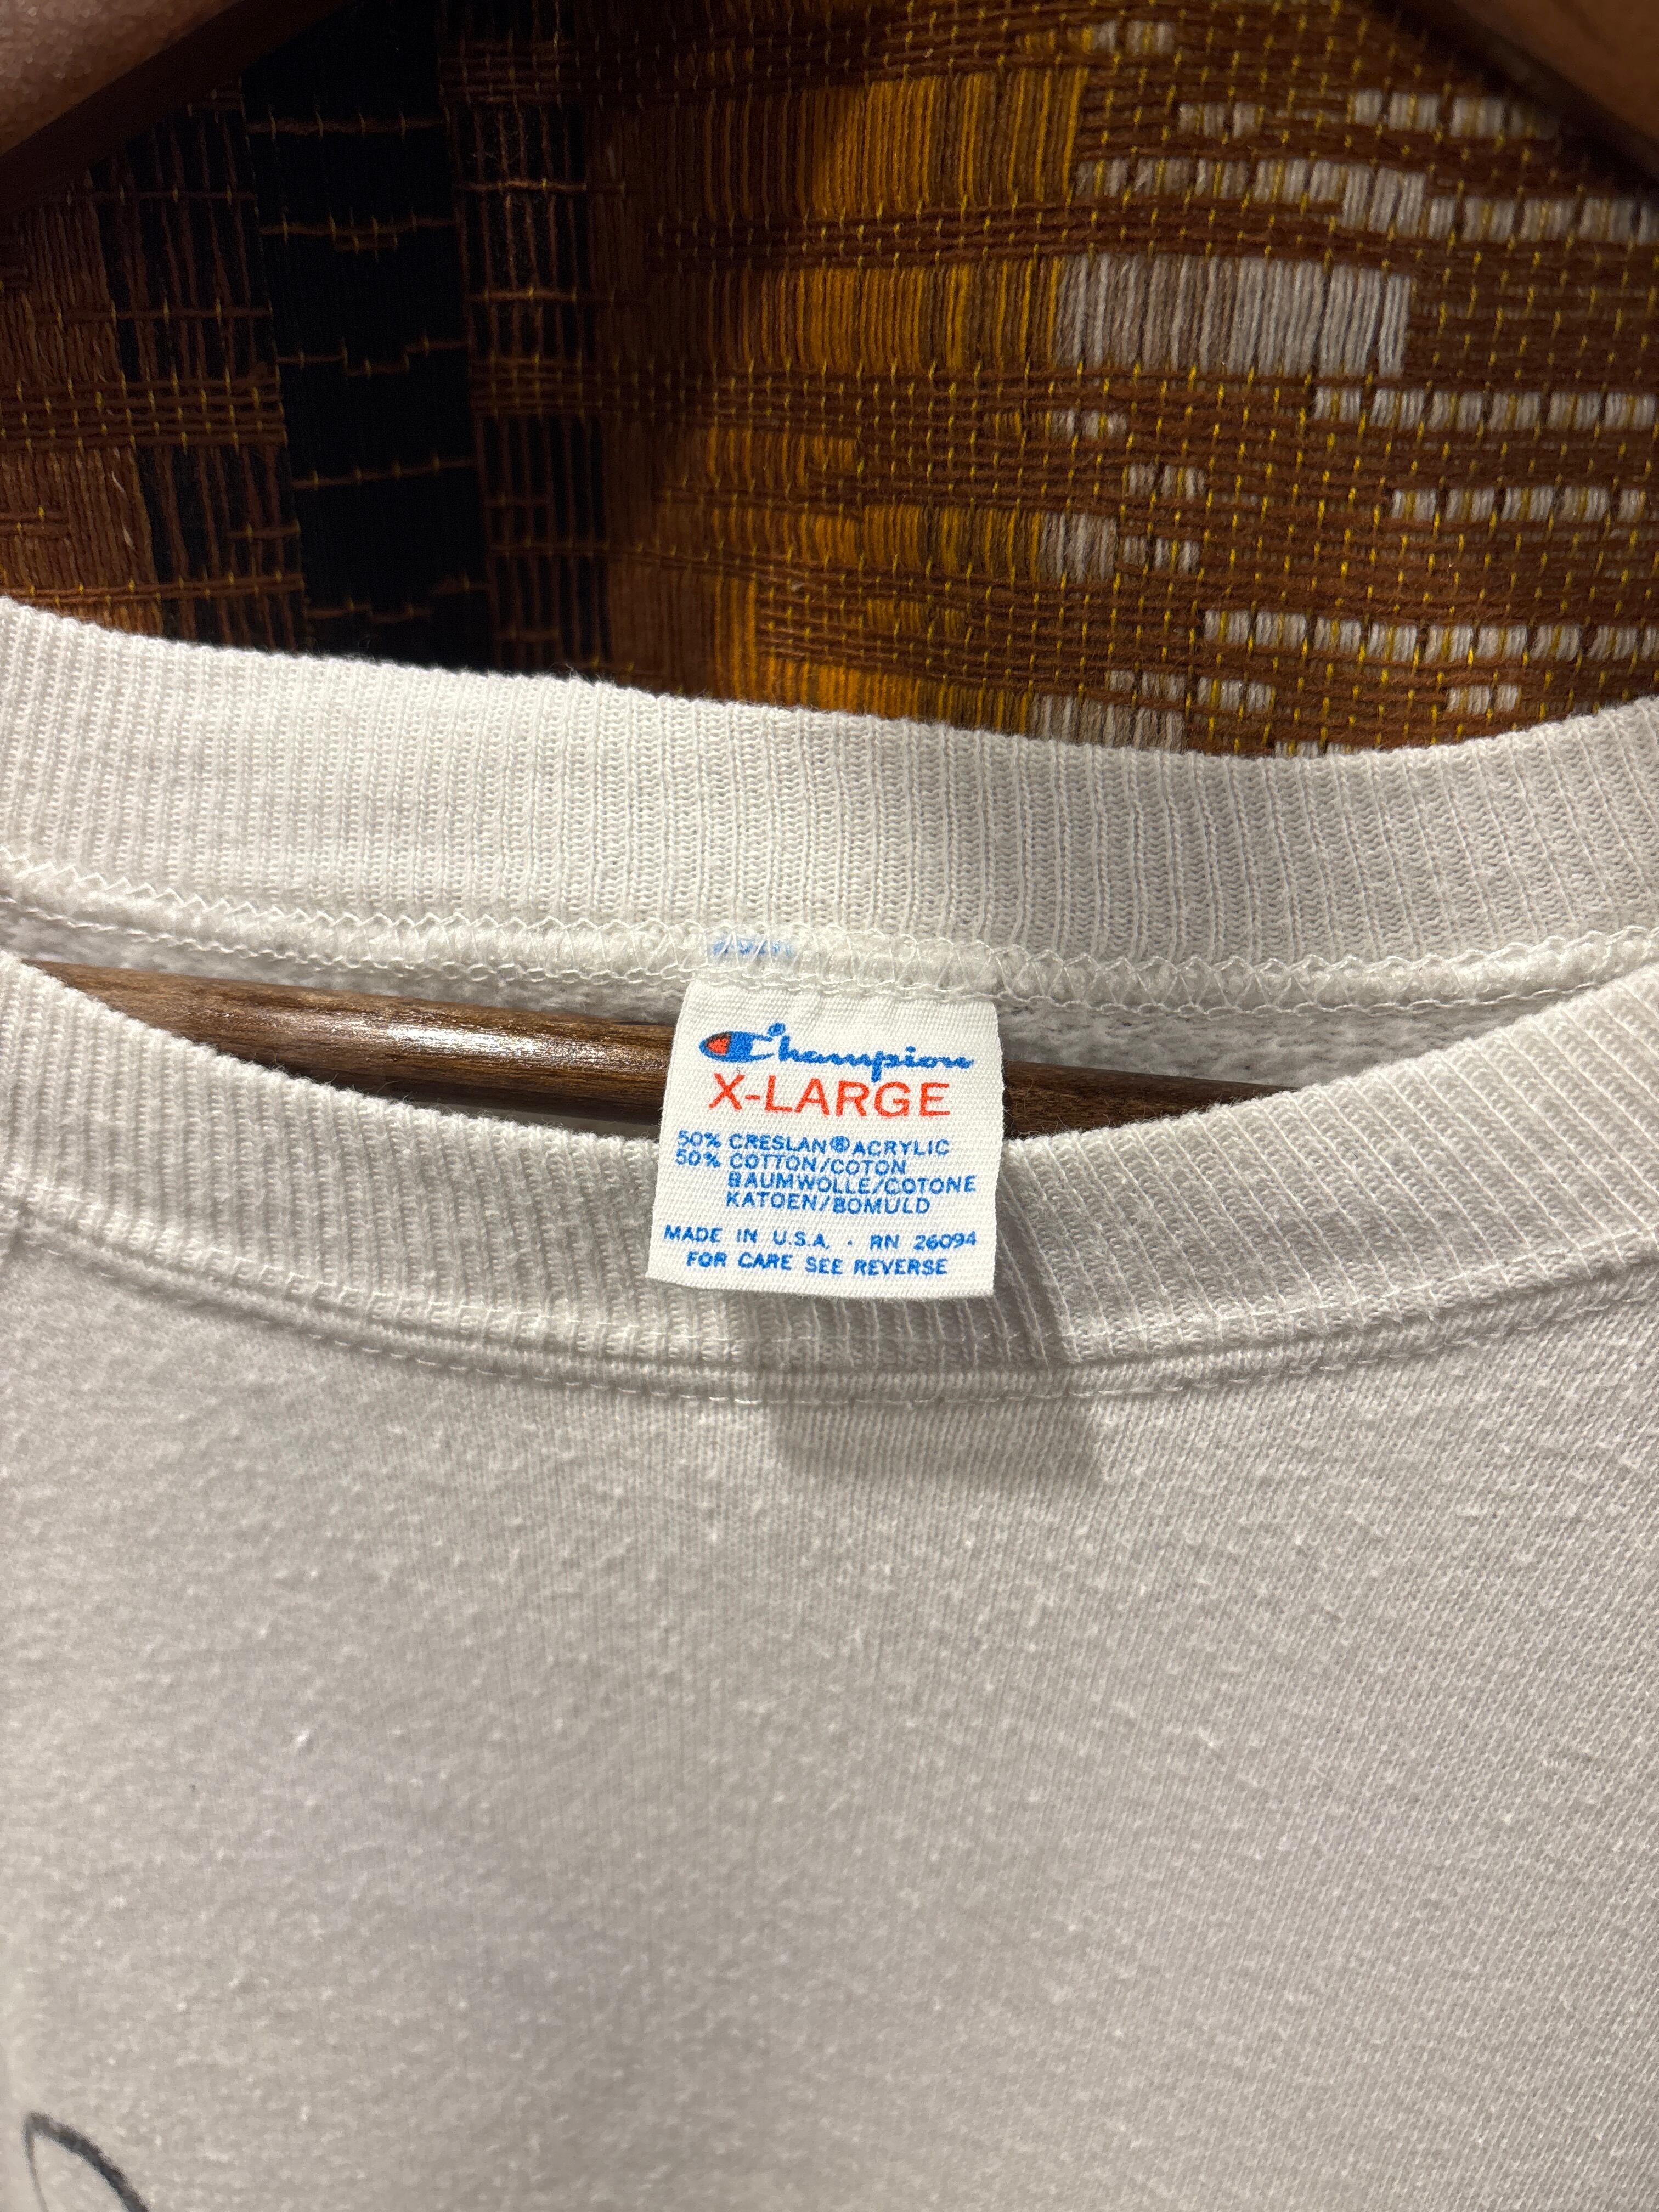 Champion
X-LARGE
50% CRESLAN® ACRYLIC
50% COTTON/COTON
BAUMWOLLE/COTONE
KATOEN/BOMULD
MADE IN U.S.A. · RN 26094
FOR CARE SEE REVERSE